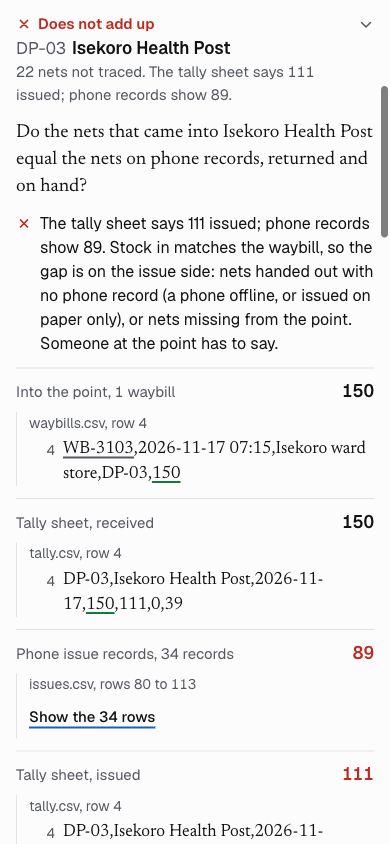 Does not add up
DP-03 Isekoro Health Post
22 nets not traced. The tally sheet says 111
issued; phone records show 89.
Do the nets that came into Isekoro Health Post
equal the nets on phone records, returned and
on hand?
The tally sheet says 111 issued; phone records
show 89. Stock in matches the waybill, so the
gap is on the issue side: nets handed out with
no phone record (a phone offline, or issued on
paper only), or nets missing from the point.
Someone at the point has to say.
Into the point, 1 waybill 150
waybills.csv, row 4
4 WB-3103,2026-11-17 07:15,Isekoro ward
store,DP-03,150
Tally sheet, received 150
tally.csv, row 4
4 DP-03,Isekoro Health Post,2026-11-
17,150,111,0,39
Phone issue records, 34 records 89
issues.csv, rows 80 to 113
Show the 34 rows
Tally sheet, issued 111
tally.csv, row 4
4 DP-03,Isekoro Health Post,2026-11-